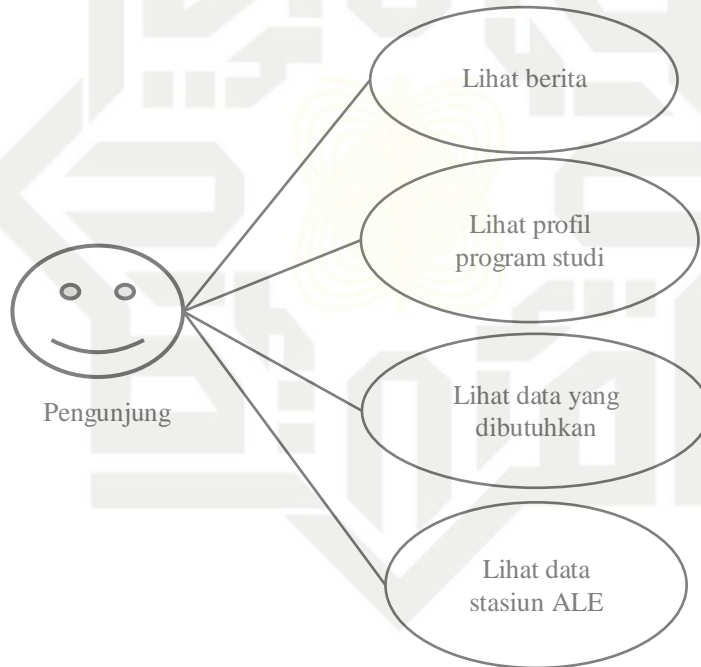 Lihat berita
Lihat profil
program studi
Pengunjung
Lihat data yang
dibutuhkan
Lihat data
stasiun ALE